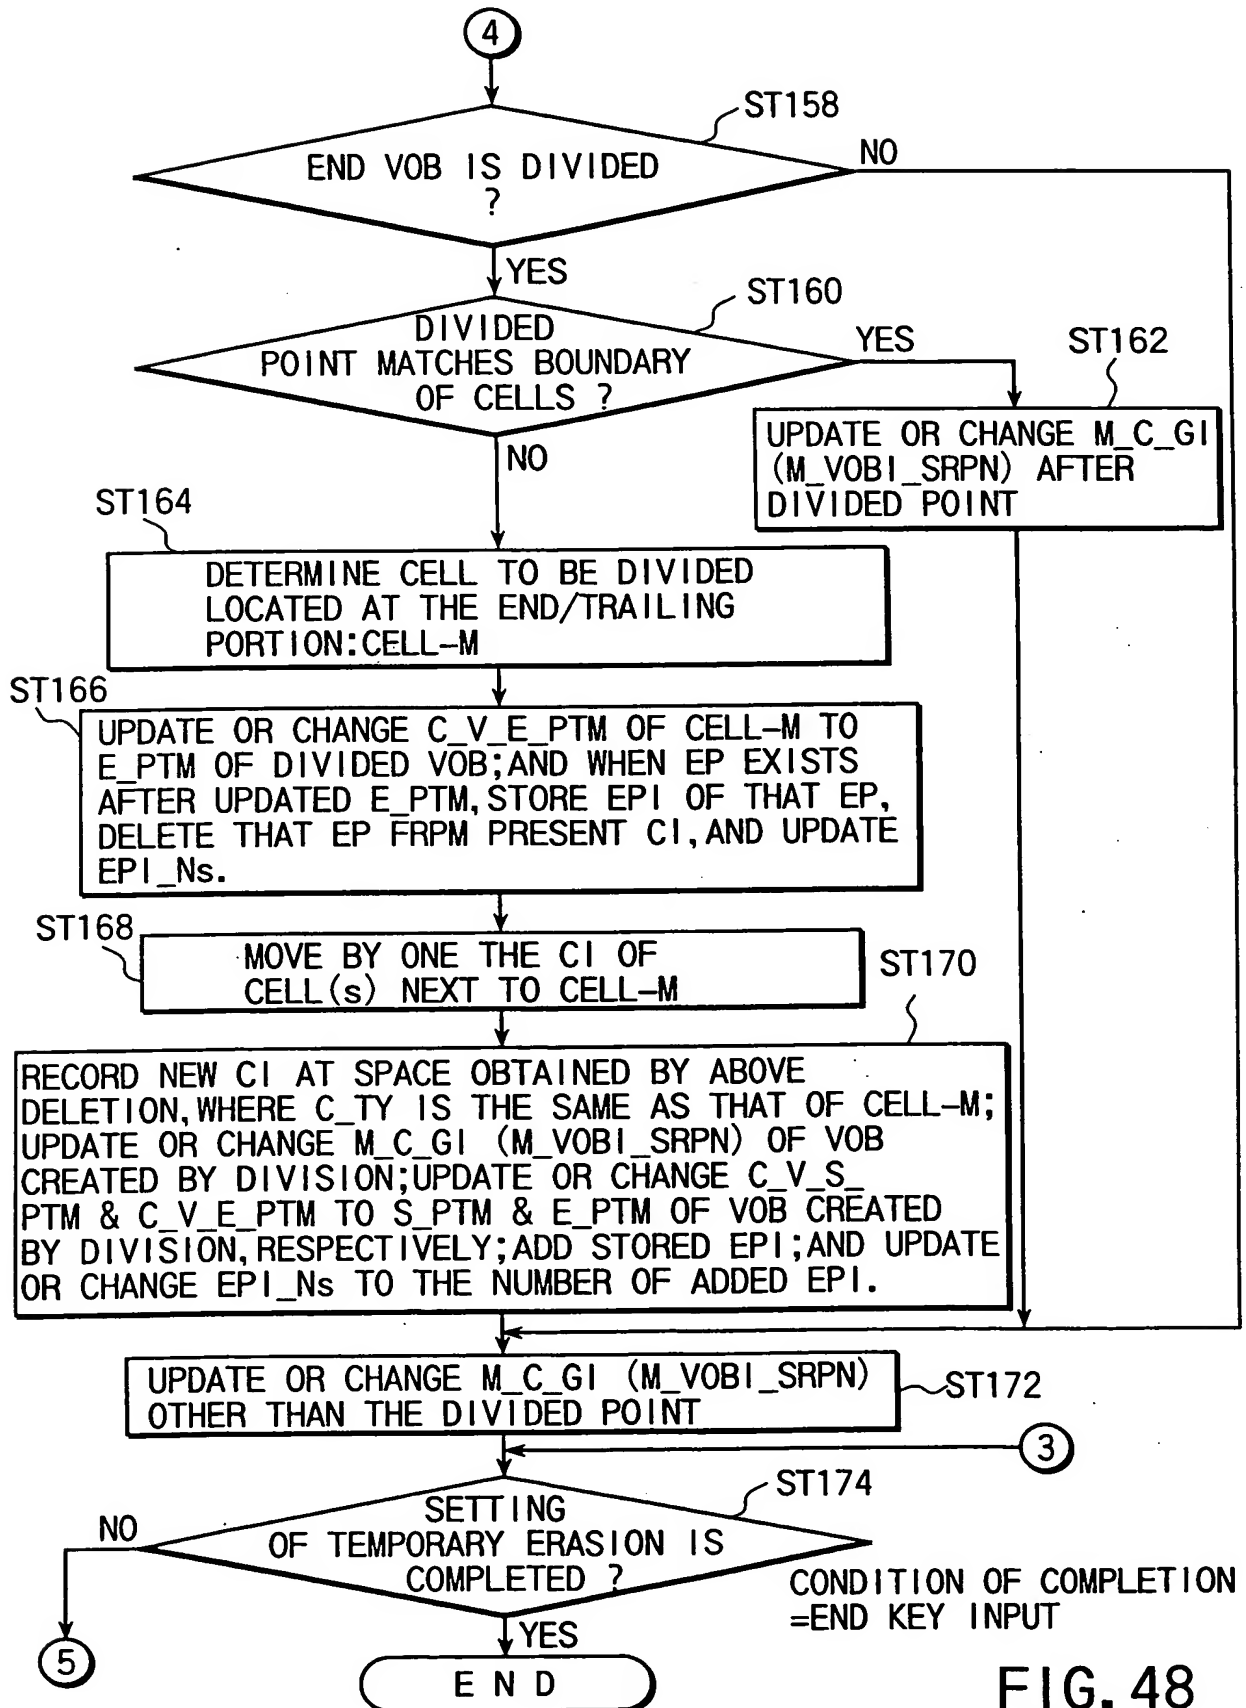 4
ST158
END VOB IS DIVIDED
?
NO
YES
ST160
DIVIDED
POINT MATCHES BOUNDARY
OF CELLS ?
YES
ST162
UPDATE OR CHANGE M_C_GI
(M_VOBI_SRPN) AFTER
DIVIDED POINT
NO
ST164
DETERMINE CELL TO BE DIVIDED
LOCATED AT THE END/TRAILING
PORTION:CELL-M
ST166
UPDATE OR CHANGE C_V_E_PTM OF CELL-M TO
E_PTM OF DIVIDED VOB;AND WHEN EP EXISTS
AFTER UPDATED E_PTM,STORE EPI OF THAT EP,
DELETE THAT EP FRPM PRESENT CI,AND UPDATE
EPI_Ns.
ST168
MOVE BY ONE THE CI OF
CELL(s) NEXT TO CELL-M
ST170
RECORD NEW CI AT SPACE OBTAINED BY ABOVE
DELETION,WHERE C_TY IS THE SAME AS THAT OF CELL-M;
UPDATE OR CHANGE M_C_GI (M_VOBI_SRPN) OF VOB
CREATED BY DIVISION;UPDATE OR CHANGE C_V_S_
PTM & C_V_E_PTM TO S_PTM & E_PTM OF VOB CREATED
BY DIVISION,RESPECTIVELY;ADD STORED EPI;AND UPDATE
OR CHANGE EPI_Ns TO THE NUMBER OF ADDED EPI.
UPDATE OR CHANGE M_C_GI (M_VOBI_SRPN)
OTHER THAN THE DIVIDED POINT
ST172
3
ST174
SETTING
OF TEMPORARY ERASION IS
COMPLETED ?
NO
CONDITION OF COMPLETION
=END KEY INPUT
5
YES
END
FIG. 48